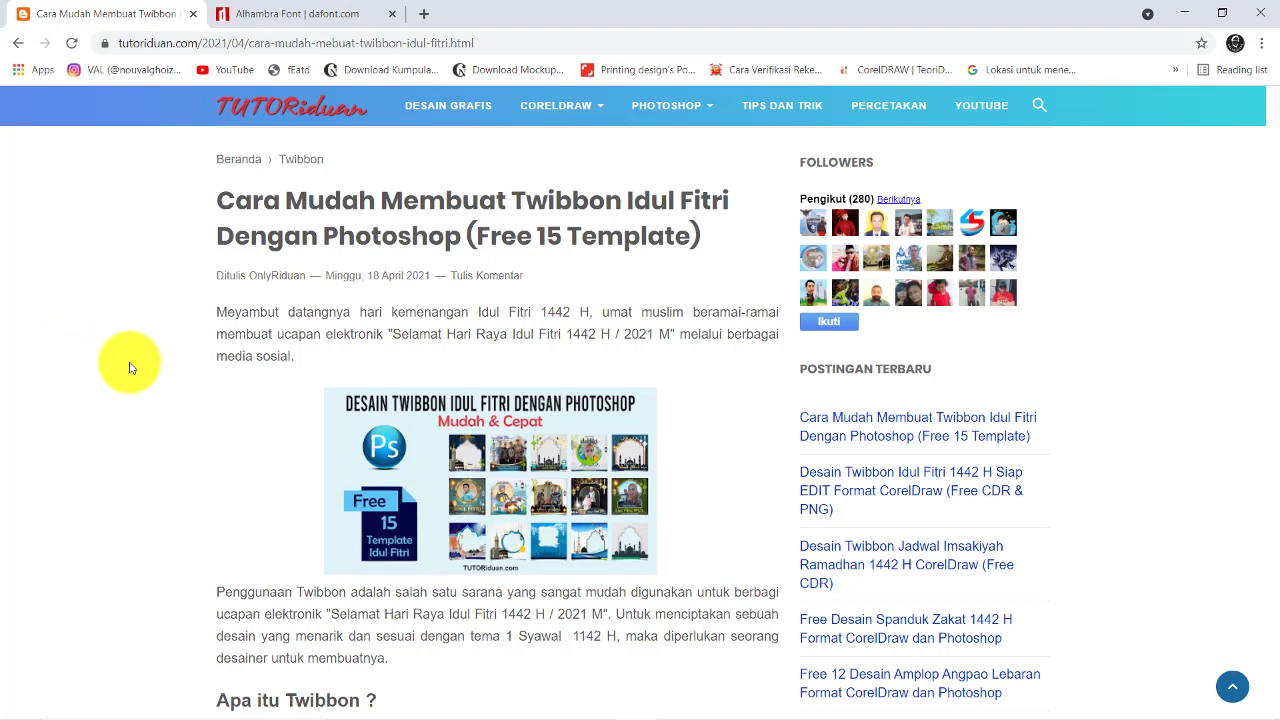 Cara Mudah Membuat Twibbon I
Alhambra Font | dafont.com
tutoriduan.com/2021/04/cara-mudah-mebuat-twibbon-idul-fitri.html
Apps
VAL (@nouvalghoiz...
YouTube
fEatd
Download Kumpula...
Download Mockup...
Printing design's Po...
Cara Verifikasi Reke...
CorelDRAW | TeoriD...
Lokasi untuk mene...
»
Reading list
TUTORiduan
DESAIN GRAFIS
CORELDRAW
PHOTOSHOP
TIPS DAN TRIK
PERCETAKAN
YOUTUBE
Beranda › Twibbon
Cara Mudah Membuat Twibbon Idul Fitri
Dengan Photoshop (Free 15 Template)
Ditulis OnlyRiduan — Minggu, 18 April 2021 — Tulis Komentar
Meyambut datangnya hari kemenangan Idul Fitri 1442 H, umat muslim beramai-ramai
membuat ucapan elektronik "Selamat Hari Raya Idul Fitri 1442 H / 2021 M" melalui berbagai
media sosial.
DESAIN TWIBBON IDUL FITRI DENGAN PHOTOSHOP
Mudah & Cepat
Ps
Free
15
Template
Idul Fitri
TUTORiduan.com
Penggunaan Twibbon adalah salah satu sarana yang sangat mudah digunakan untuk berbagi
ucapan elektronik "Selamat Hari Raya Idul Fitri 1442 H / 2021 M". Untuk menciptakan sebuah
desain yang menarik dan sesuai dengan tema 1 Syawal 1142 H, maka diperlukan seorang
desainer untuk membuatnya.
Apa itu Twibbon ?
FOLLOWERS
Pengikut (280) Berikutnya
Ikuti
POSTINGAN TERBARU
Cara Mudah Membuat Twibbon Idul Fitri
Dengan Photoshop (Free 15 Template)
Desain Twibbon Idul Fitri 1442 H Siap
EDIT Format CorelDraw (Free CDR &
PNG)
Desain Twibbon Jadwal Imsakiyah
Ramadhan 1442 H CorelDraw (Free
CDR)
Free Desain Spanduk Zakat 1442 H
Format CorelDraw dan Photoshop
Free 12 Desain Amplop Angpao Lebaran
Format CorelDraw dan Photoshop